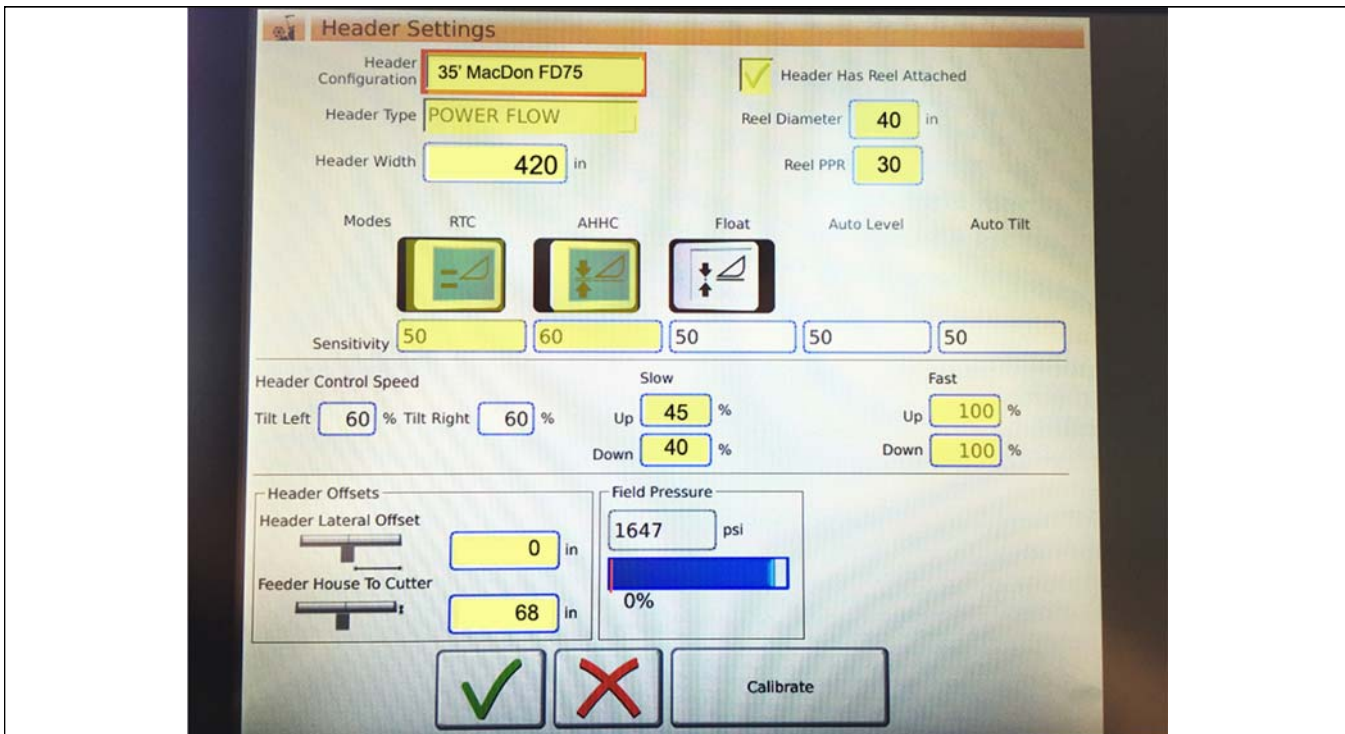 Header Settings
Header
Configuration
35' MacDon FD75
Header Has Reel Attached
Header Type
POWER FLOW
Reel Diameter 40 in
Header Width 420 in
Reel PPR 30
Modes RTC AHHC Float Auto Level Auto Tilt
Sensitivity 50 60 50 50 50
Header Control Speed
Slow
Fast
Tilt Left 60 % Tilt Right 60 %
Up 45 %
Up 100 %
Down 40 %
Down 100 %
Header Offsets
Field Pressure
Header Lateral Offset
0 in
1647 psi
Feeder House To Cutter
68 in
0%
Calibrate